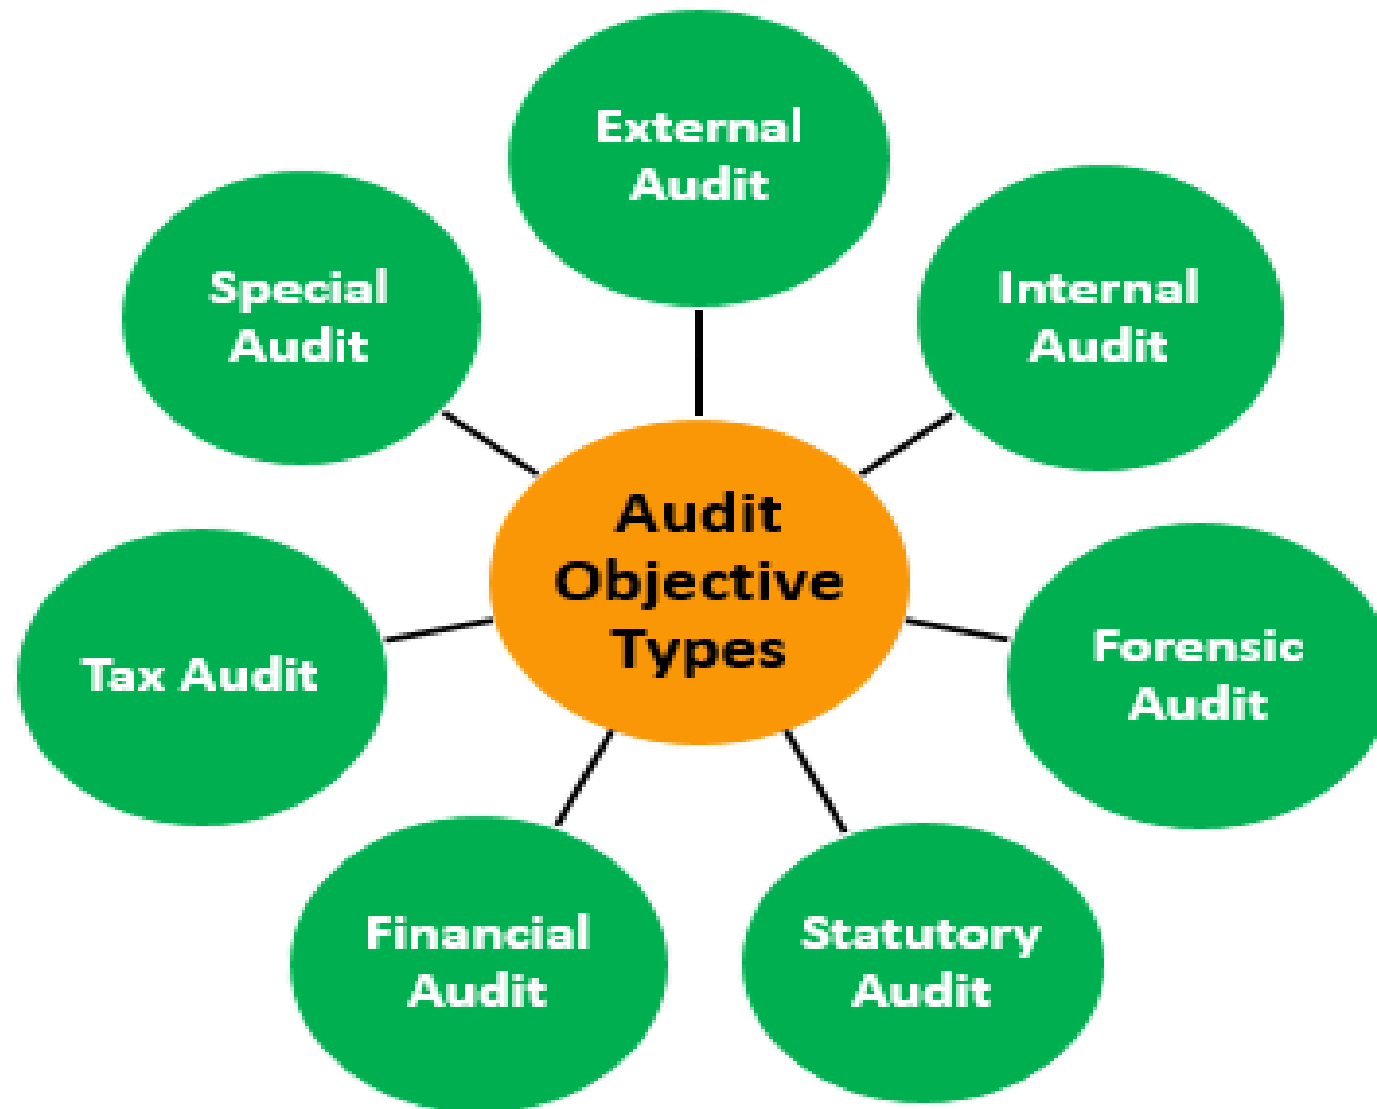 External
Audit
Internal
Audit
Forensic
Audit
Statutory
Audit
Financial
Audit
Tax Audit
Special
Audit
Audit
Objective
Types